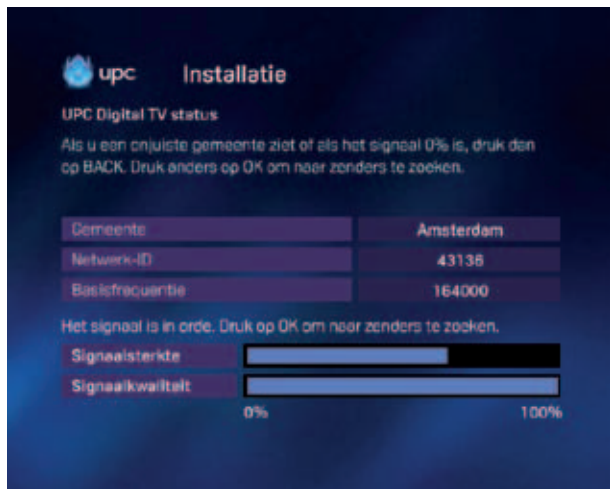 upc Installatie
UPC Digital TV status
Als u een onjuiste gemeente ziet of als het signaal 0% is, druk dan
op BACK. Druk anders op OK om naar zenders te zoeken.
Gemeente Amsterdam
Netwerk-ID 43136
Basisfrequentie 164000
Het signaal is in orde. Druk op OK om naar zenders te zoeken.
Signaalsterkte
Signaalkwaliteit
0% 100%